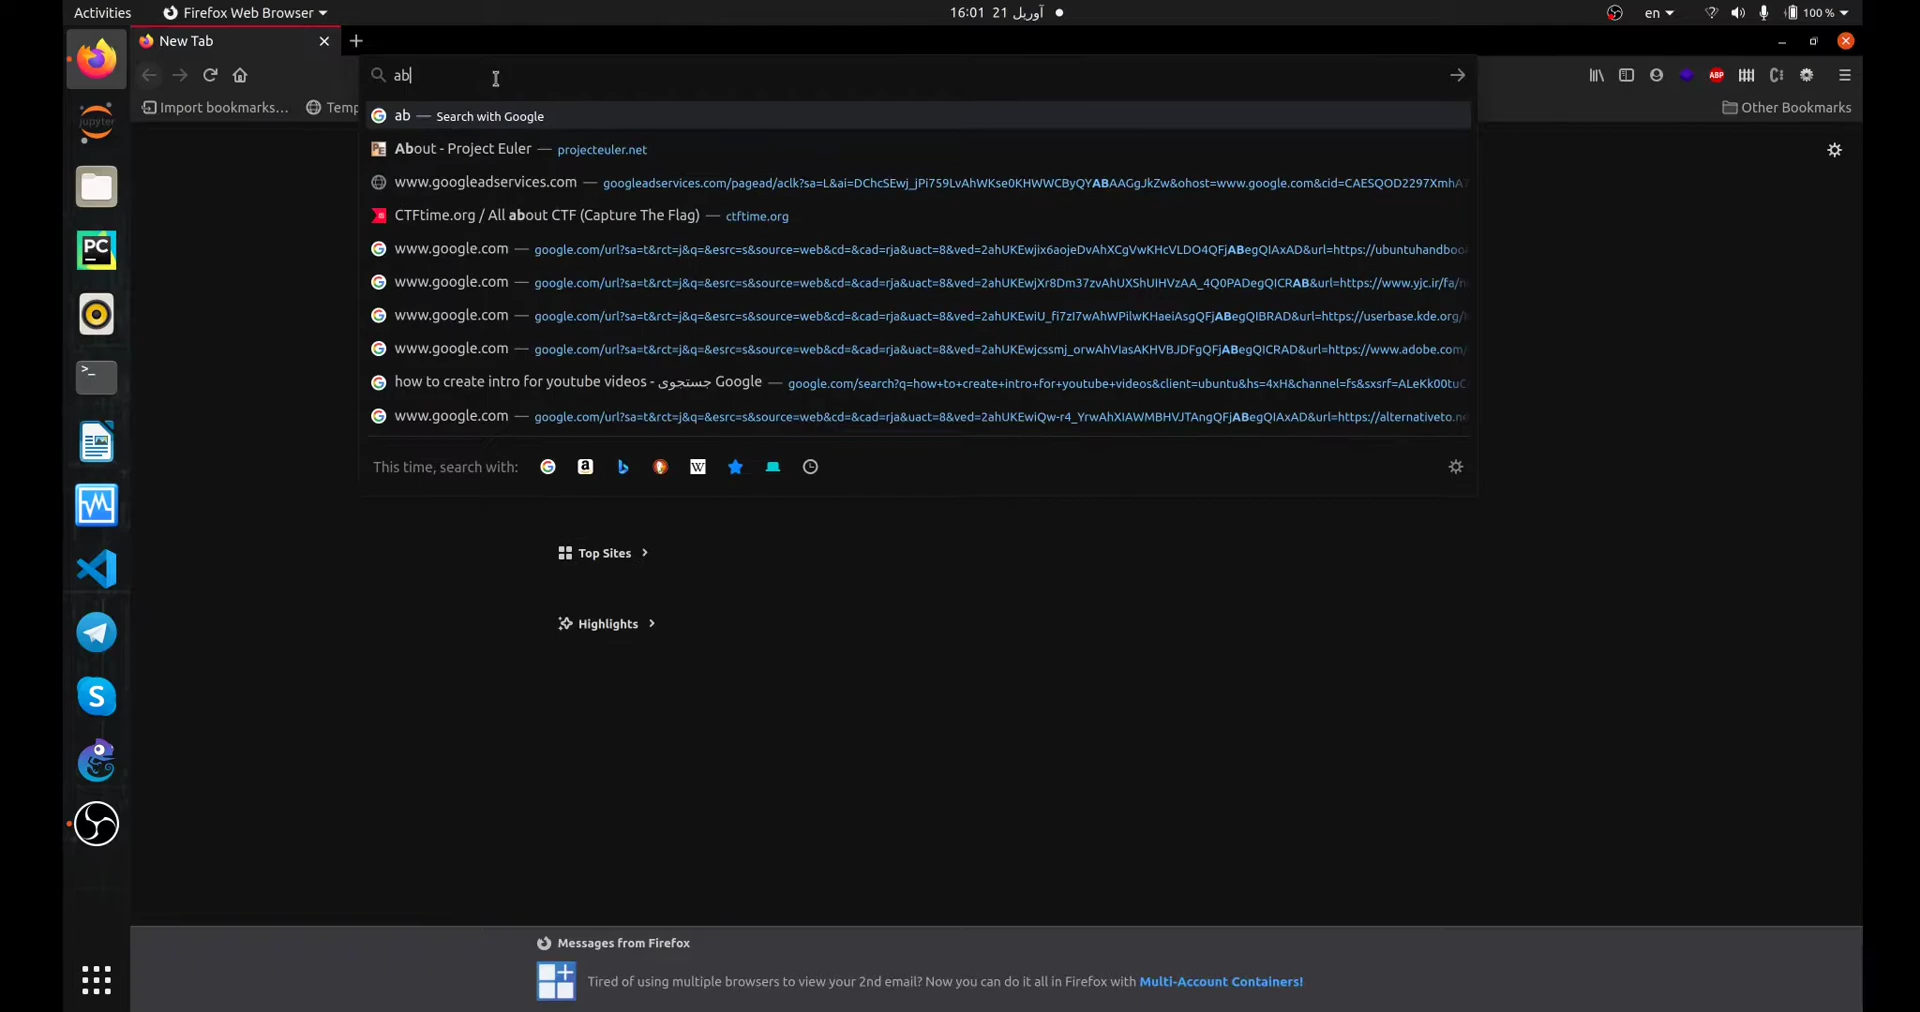 Activities Firefox Web Browser 16:01 21 آوریل en 100 %
New Tab
ab
Import bookmarks... Temp Other Bookmarks
ab — Search with Google
About - Project Euler — projecteuler.net
www.googleadservices.com — googleadservices.com/pagead/aclk?sa=L&ai=DChcSEwj_jPi759LvAhWKse0KHWWCByQYABAAGgJkZw&ohost=www.google.com&cid=CAESQOD2297XmhA
CTFtime.org / All about CTF (Capture The Flag) — ctftime.org
www.google.com — google.com/url?sa=t&rct=j&q=&esrc=s&source=web&cd=&cad=rja&uact=8&ved=2ahUKEwjix6aojeDvAhXCgVwKHcVLDO4QFjABegQIAxAD&url=https://ubuntuhandboo
www.google.com — google.com/url?sa=t&rct=j&q=&esrc=s&source=web&cd=&cad=rja&uact=8&ved=2ahUKEwjXr8Dm37zvAhUXShUIHVzAA_4Q0PADegQICRAB&url=https://www.yjc.ir/fa/n
www.google.com — google.com/url?sa=t&rct=j&q=&esrc=s&source=web&cd=&cad=rja&uact=8&ved=2ahUKEwiU_fi7zI7wAhWPilwKHaeiAsgQFjABegQIBRAD&url=https://userbase.kde.org/
www.google.com — google.com/url?sa=t&rct=j&q=&esrc=s&source=web&cd=&cad=rja&uact=8&ved=2ahUKEwjcssmj_orwAhVIasAKHVBJDFgQFjABegQICRAD&url=https://www.adobe.com/
how to create intro for youtube videos - جستجوی Google — google.com/search?q=how+to+create+intro+for+youtube+videos&client=ubuntu&hs=4xH&channel=fs&sxsrf=ALeKk00tuC
www.google.com — google.com/url?sa=t&rct=j&q=&esrc=s&source=web&cd=&cad=rja&uact=8&ved=2ahUKEwiQw-r4_YrwAhXIAWMBHVJTAngQFjABegQIAxAD&url=https://alternativeto.ne
This time, search with:
Top Sites
Highlights
Messages from Firefox
Tired of using multiple browsers to view your 2nd email? Now you can do it all in Firefox with Multi-Account Containers!
jupyter
PC
ABP